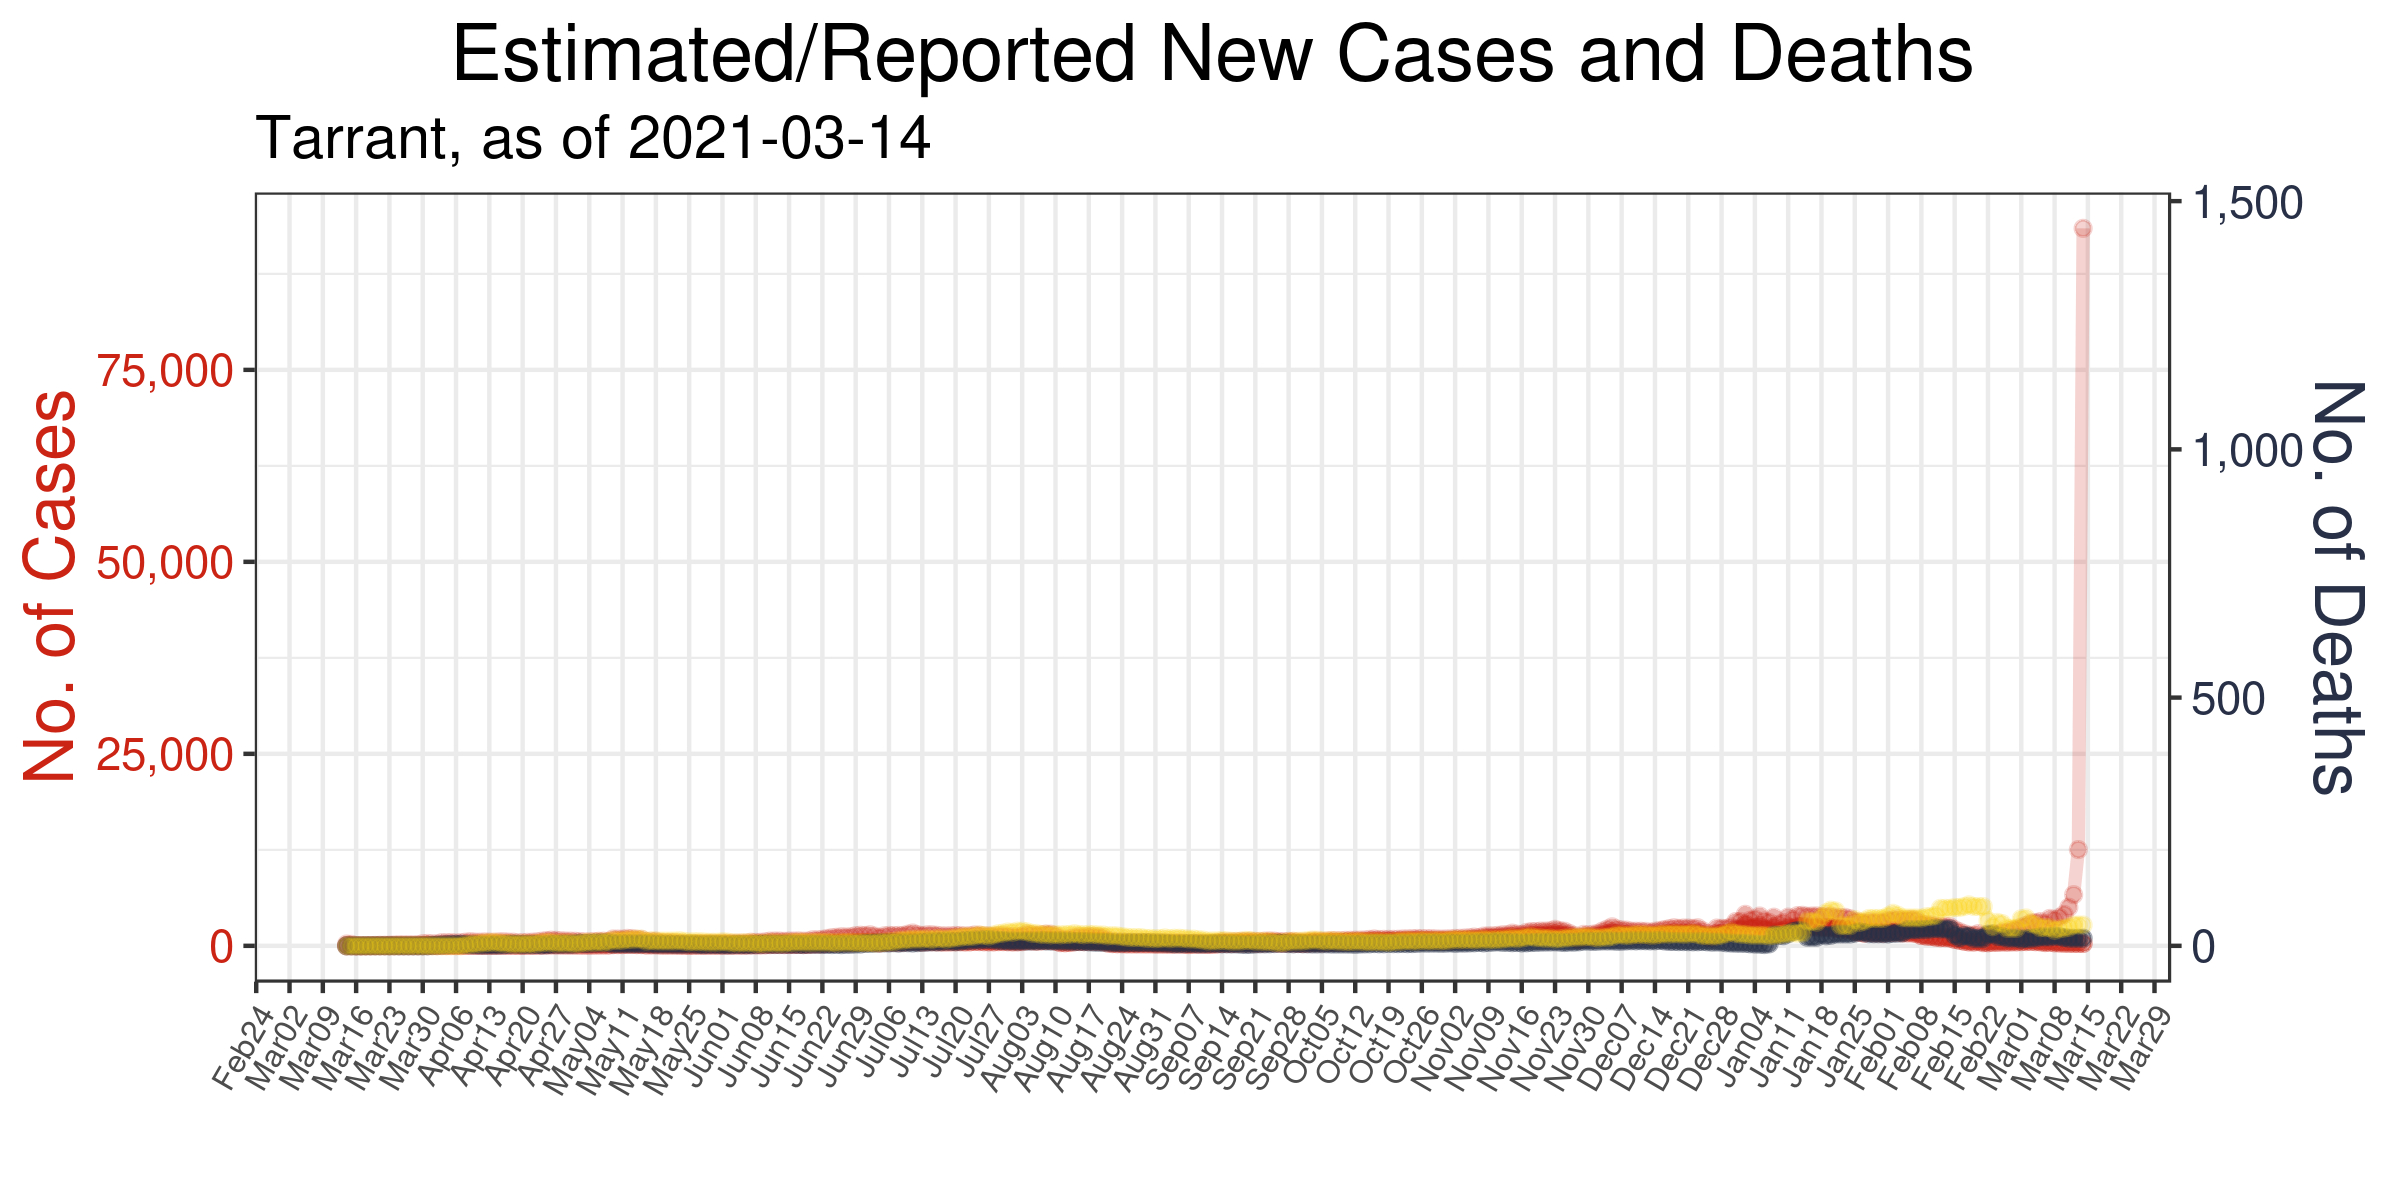 Estimated/Reported New Cases and Deaths
Tarrant, as of 2021-03-14
No. of Cases
75,000
50,000
25,000
0
1,500
1,000
500
0
No. of Deaths
Feb24
Mar02
Mar09
Mar16
Mar23
Mar30
Apr06
Apr13
Apr20
Apr27
May04
May11
May18
May25
Jun01
Jun08
Jun15
Jun22
Jun29
Jul06
Jul13
Jul20
Jul27
Aug03
Aug10
Aug17
Aug24
Aug31
Sep07
Sep14
Sep21
Sep28
Oct05
Oct12
Oct19
Oct26
Nov02
Nov09
Nov16
Nov23
Nov30
Dec07
Dec14
Dec21
Dec28
Jan04
Jan11
Jan18
Jan25
Feb01
Feb08
Feb15
Feb22
Mar01
Mar08
Mar15
Mar22
Mar29